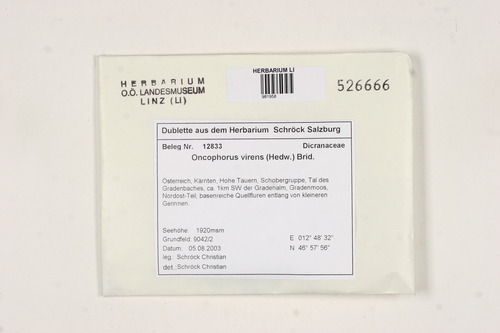 HERBARIUM
O.Ö. LANDESMUSEUM
LINZ (LI)
HERBARIUM LI
981958
526666
Dublette aus dem Herbarium Schröck Salzburg
Beleg Nr. 12833 Dicranaceae
Oncophorus virens (Hedw.) Brid.
Österreich, Kärnten, Hohe Tauern, Schobergruppe, Tal des
Gradenbaches, ca. 1km SW der Gradenalm, Gradenmoos,
Nordost-Teil; basenreiche Quellfluren entlang von kleineren
Gerinnen.
Seehöhe: 1920msm
Grundfeld: 9042/2 E 012° 48' 32''
Datum: 05.08.2003 N 46° 57' 56''
leg.: Schröck Christian
det.: Schröck Christian